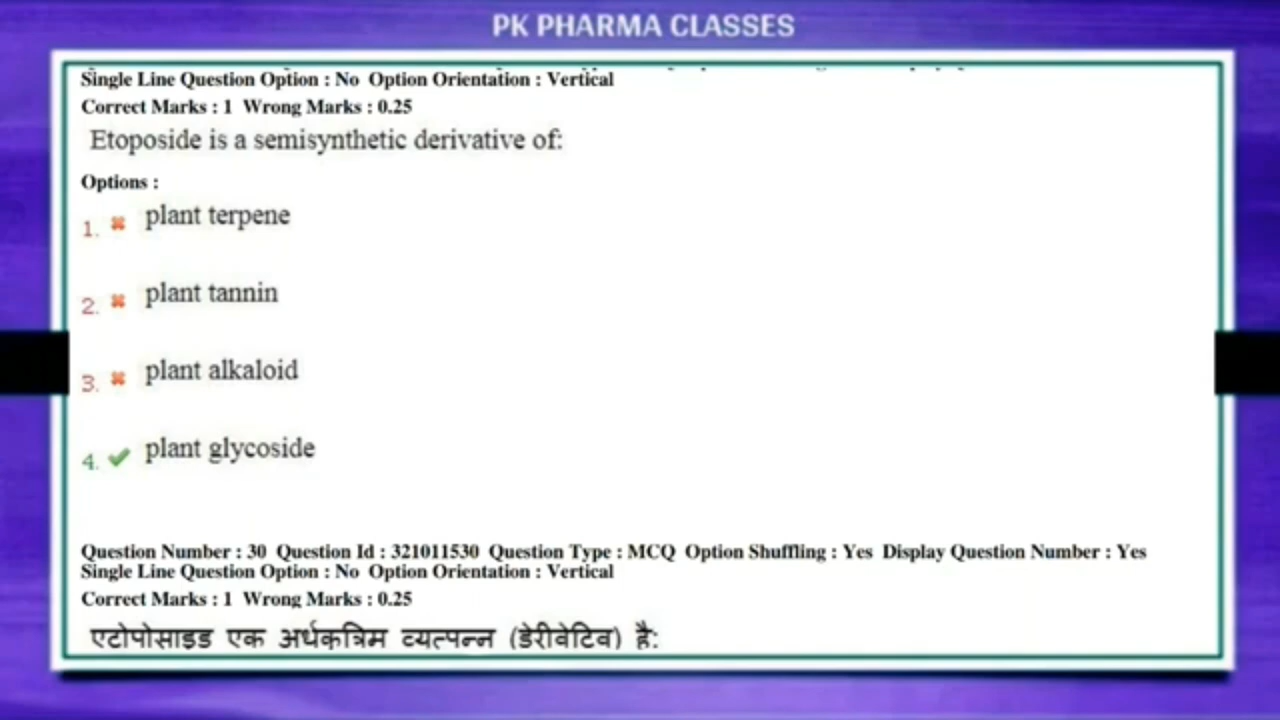 PK PHARMA CLASSES
Single Line Question Option : No Option Orientation : Vertical
Correct Marks : 1 Wrong Marks : 0.25
Etoposide is a semisynthetic derivative of:
Options :
1. ✖ plant terpene
2. ✖ plant tannin
3. ✖ plant alkaloid
4. ✔ plant glycoside
Question Number : 30 Question Id : 321011530 Question Type : MCQ Option Shuffling : Yes Display Question Number : Yes
Single Line Question Option : No Option Orientation : Vertical
Correct Marks : 1 Wrong Marks : 0.25
एटोपोसाइड एक अर्धकृत्रिम व्युत्पन्न (डेरीवेटिव) है: